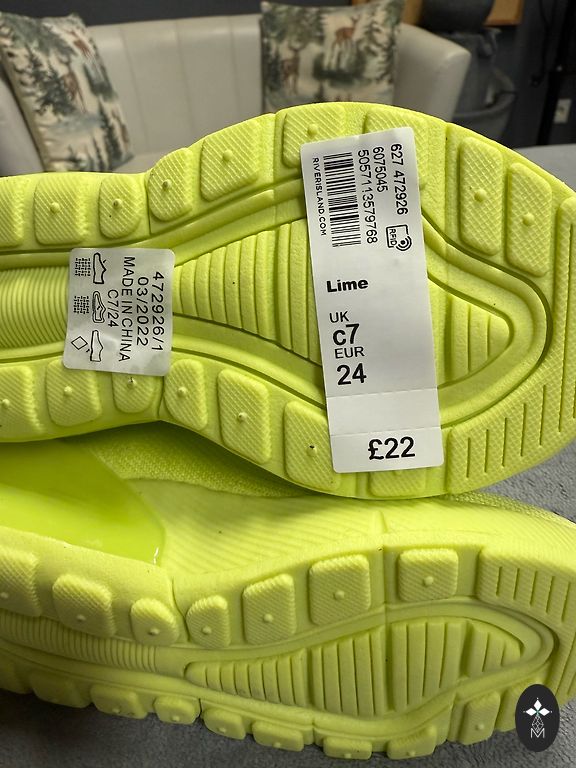 627 472926
6075045
5057113579768
RIVERISLAND.COM
RFID
Lime
UK
c7
EUR
24
£22
472926/1
03/2022
MADE IN CHINA
C7/24
M